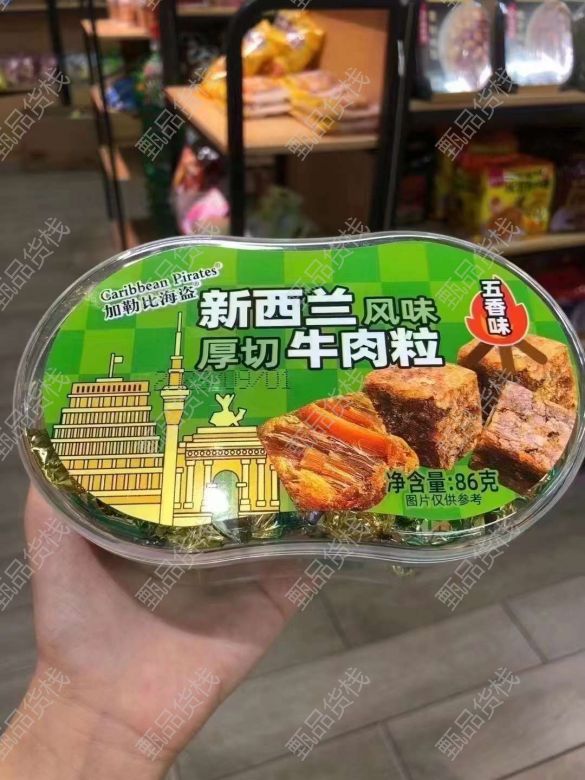 Caribbean Pirates®
加勒比海盗®
新西兰风味
厚切牛肉粒
五香味
净含量:86克
图片仅供参考
甄品货栈